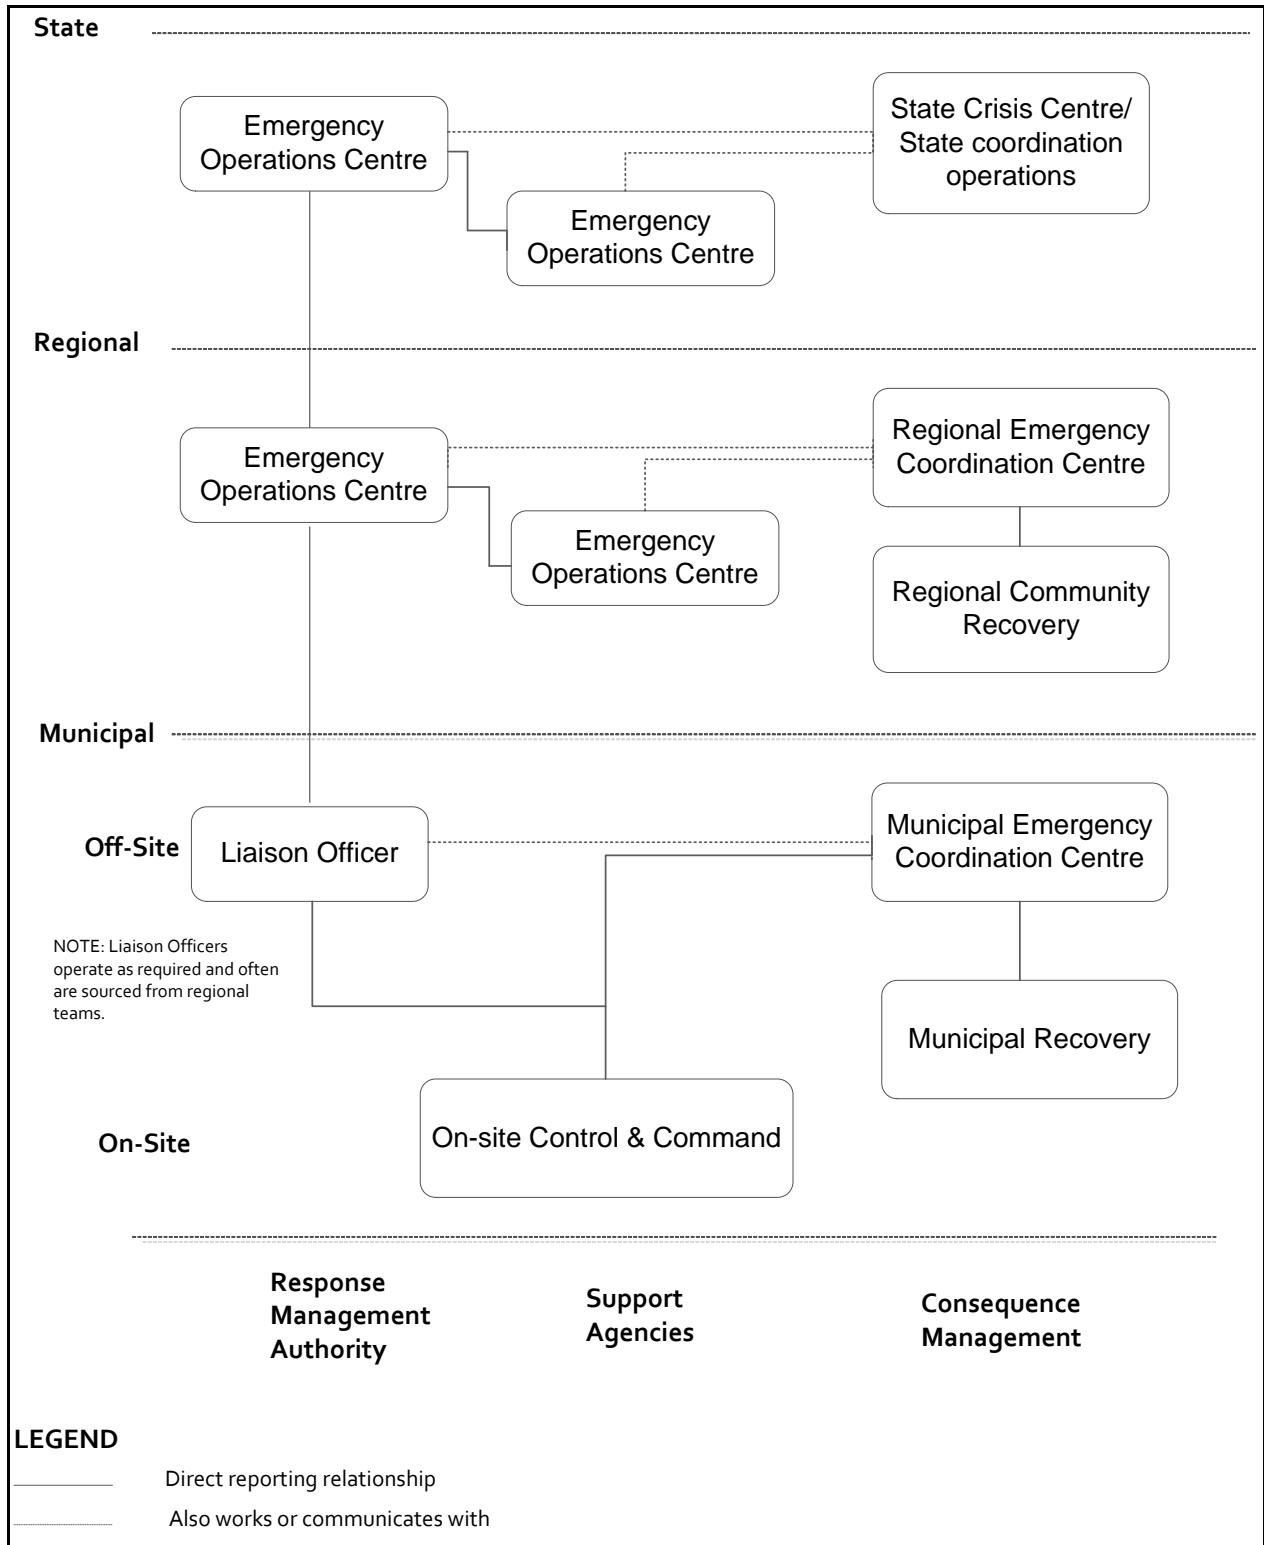 State
Emergency
Operations Centre
State Crisis Centre/
State coordination
operations
Emergency
Operations Centre
Regional
Emergency
Operations Centre
Regional Emergency
Coordination Centre
Emergency
Operations Centre
Regional Community
Recovery
Municipal
Off-Site
Liaison Officer
Municipal Emergency
Coordination Centre
NOTE: Liaison Officers
operate as required and often
are sourced from regional
teams.
Municipal Recovery
On-Site
On-site Control & Command
Response
Management
Authority
Support
Agencies
Consequence
Management
LEGEND
Direct reporting relationship
Also works or communicates with